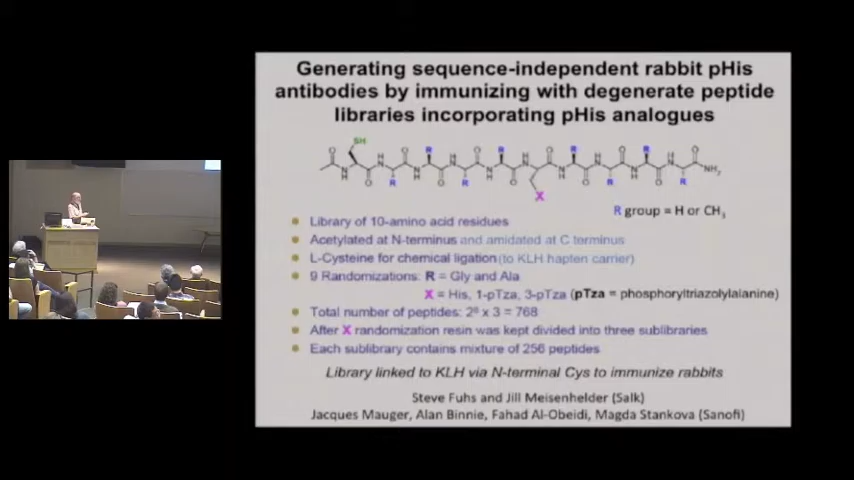 Generating sequence-independent rabbit pHis
antibodies by immunizing with degenerate peptide
libraries incorporating pHis analogues
SH
R group = H or CH3
X
Library of 10-amino acid residues
Acetylated at N-terminus and amidated at C terminus
L-Cysteine for chemical ligation (to KLH hapten carrier)
9 Randomizations: R = Gly and Ala
X = His, 1-pTza, 3-pTza (pTza = phosphoryltriazolylalanine)
Total number of peptides: 2⁸ x 3 = 768
After X randomization resin was kept divided into three sublibraries
Each sublibrary contains mixture of 256 peptides
Library linked to KLH via N-terminal Cys to immunize rabbits
Steve Fuhs and Jill Meisenhelder (Salk)
Jacques Mauger, Alan Binnie, Fahad Al-Obeidi, Magda Stankova (Sanofi)